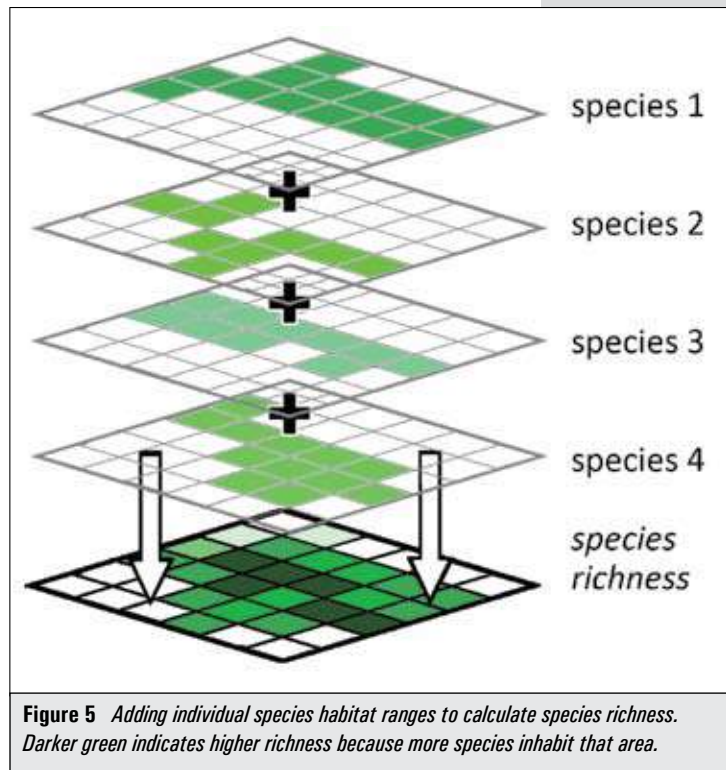 species 1
species 2
species 3
species 4
species
richness
Figure 5 Adding individual species habitat ranges to calculate species richness.
Darker green indicates higher richness because more species inhabit that area.